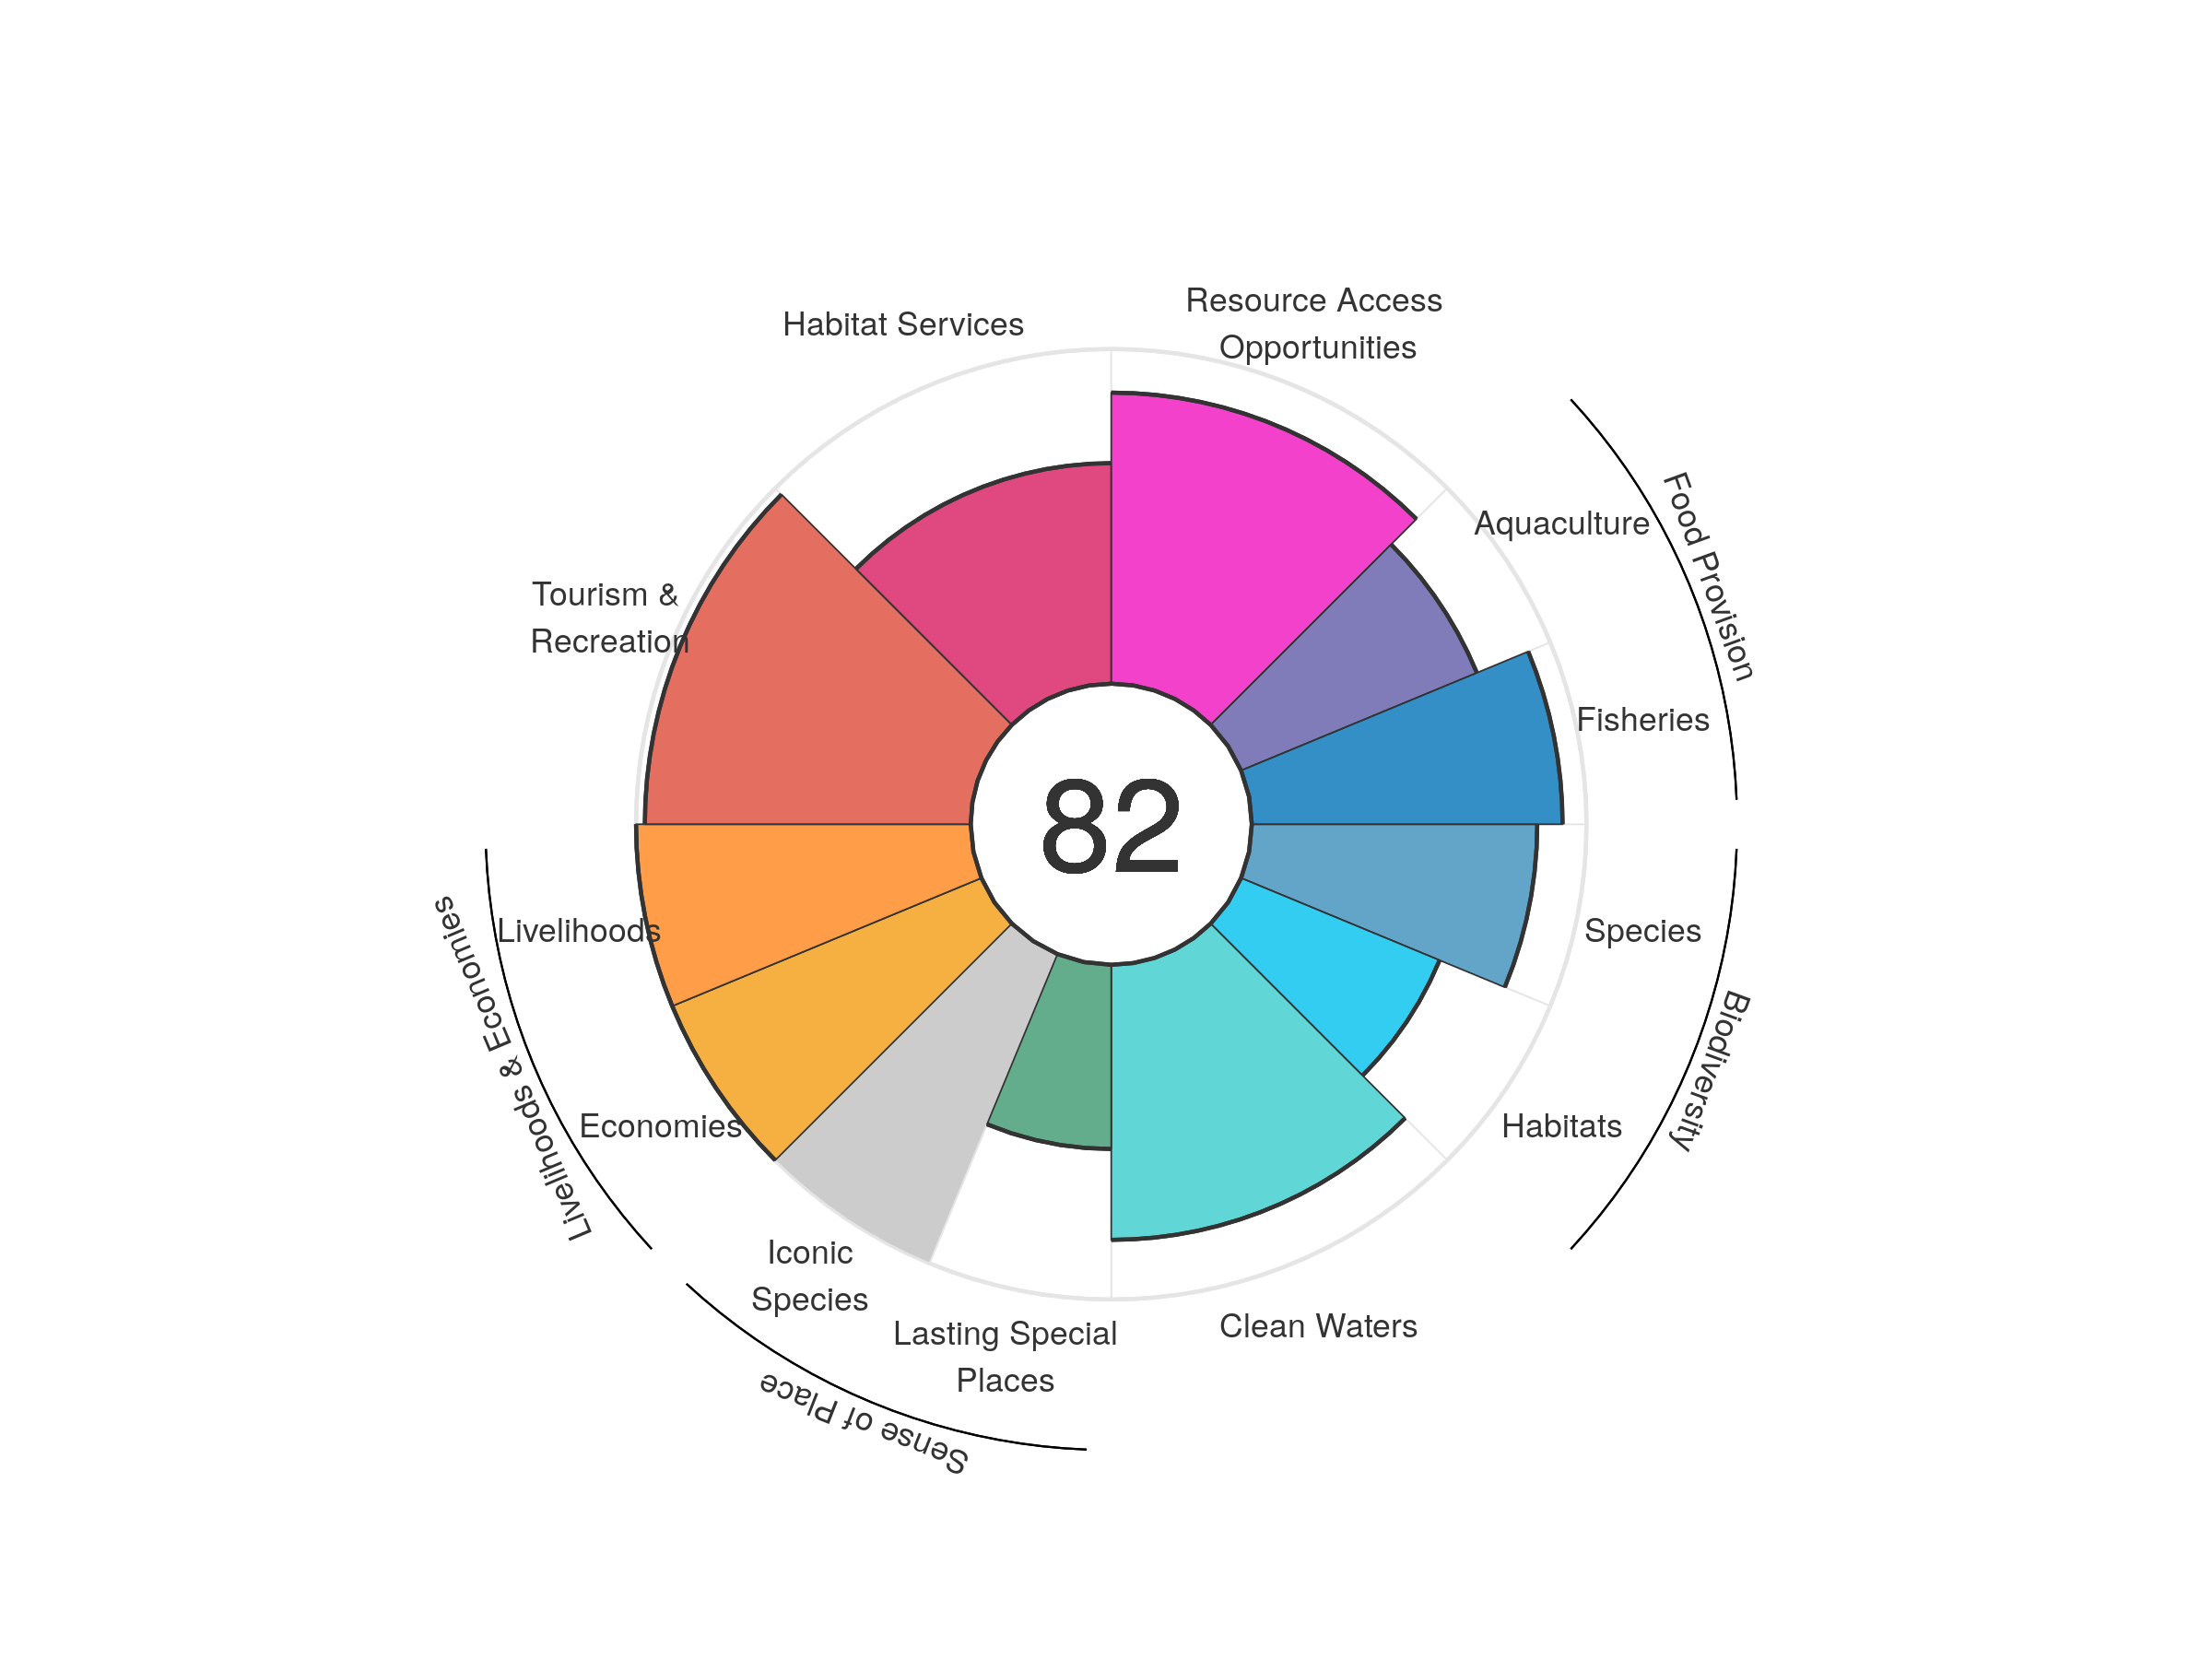 Resource Access
Opportunities
Habitat Services
Aquaculture
Food Provision
Tourism &
Recreation
Fisheries
82
Livelihoods
Species
Livelihoods & Economies
Biodiversity
Economies
Habitats
Iconic
Species
Lasting Special
Places
Clean Waters
Sense of Place